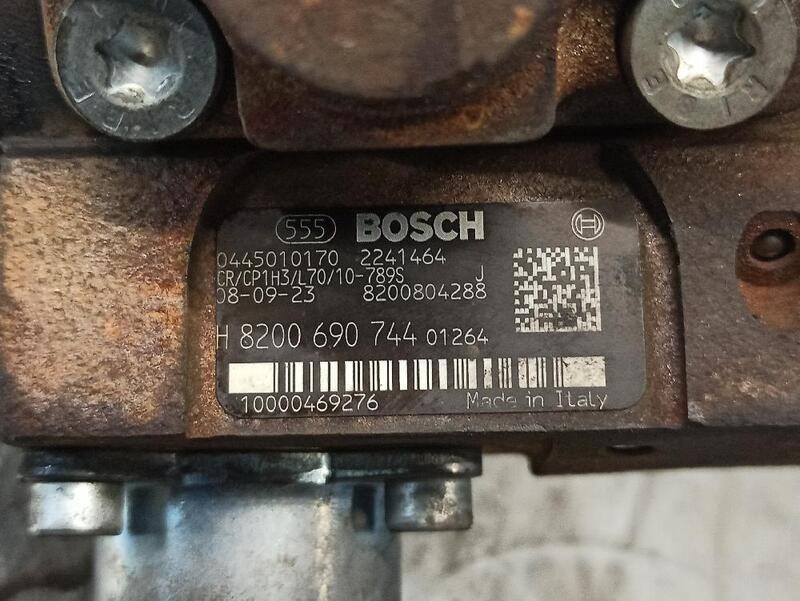 555 BOSCH H
0445010170 2241464
CR/CP1H3/L70/10-789S J
08-09-23 8200804288
H 8200 690 744 01264
10000469276 Made in Italy